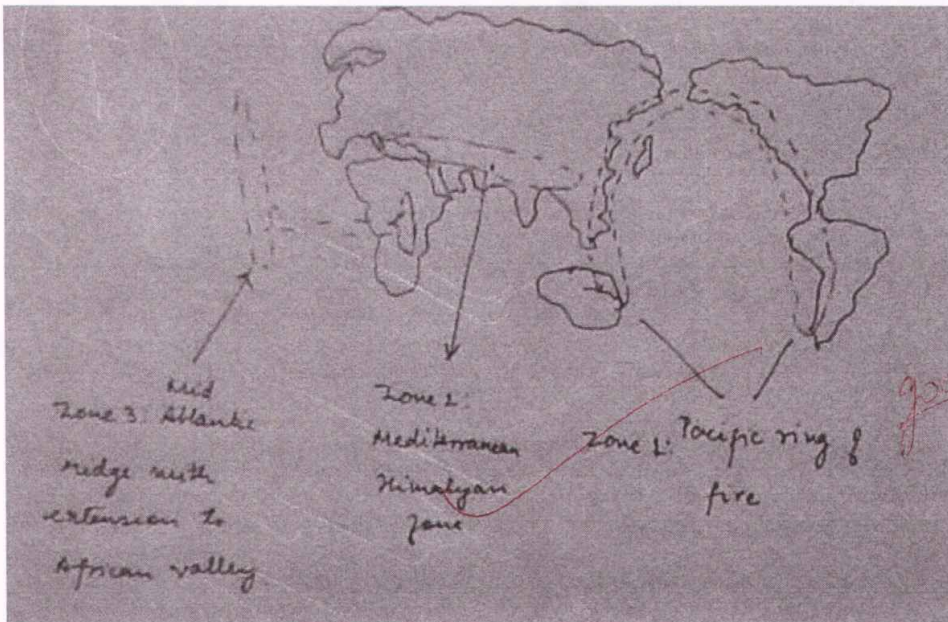 Mid
Zone 3: Atlantic
ridge with
extension to
African valley
Zone 2:
Mediterranean
Himalyan
zone
Zone 1: Pacific ring of
fire